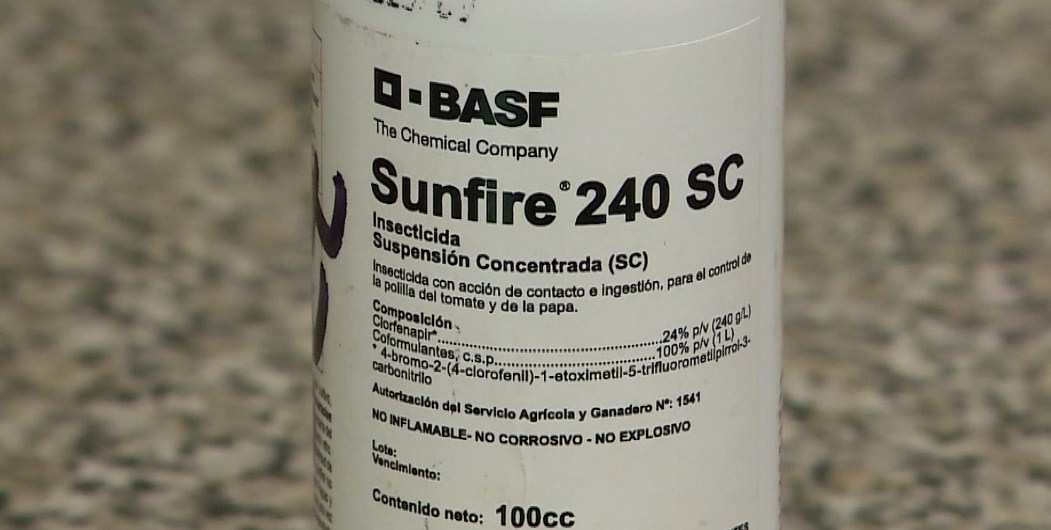 BASF
The Chemical Company
Sunfire® 240 SC
Insecticida
Suspensión Concentrada (SC)
Insecticida con acción de contacto e ingestión, para el control de
la polilla del tomate y de la papa.
Composición
Clorfenapir*..........................................24% p/v (240 g/L)
Coformulantes, c.s.p..............................100% p/v (1 L)
* 4-bromo-2-(4-clorofenil)-1-etoximetil-5-trifluorometilpirrol-3-
carbonitrilo
Autorización del Servicio Agrícola y Ganadero Nº: 1541
NO INFLAMABLE- NO CORROSIVO - NO EXPLOSIVO
Lote:
Vencimiento:
Contenido neto: 100cc